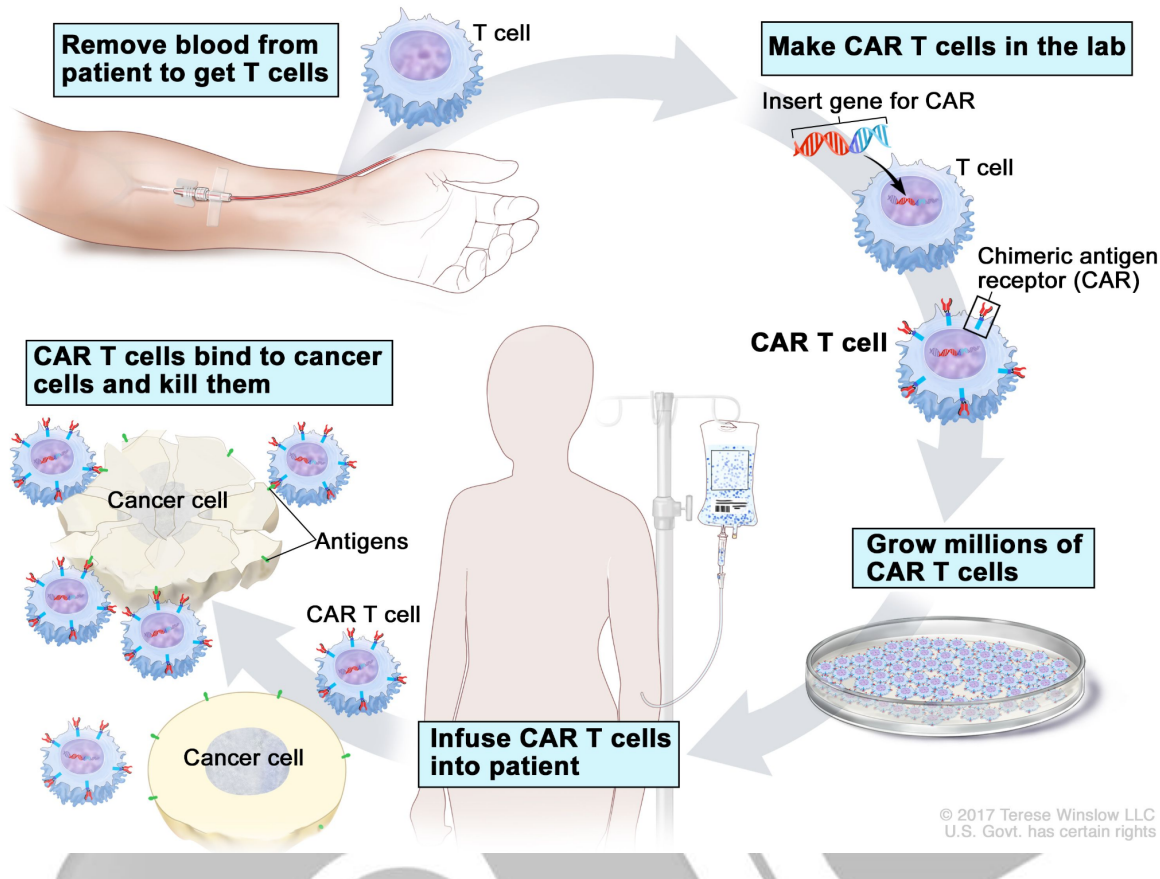 Remove blood from
patient to get T cells
T cell
Make CAR T cells in the lab
Insert gene for CAR
T cell
Chimeric antigen
receptor (CAR)
CAR T cell
Grow millions of
CAR T cells
Infuse CAR T cells
into patient
CAR T cell
CAR T cells bind to cancer
cells and kill them
Cancer cell
Antigens
Cancer cell
© 2017 Terese Winslow LLC
U.S. Govt. has certain rights